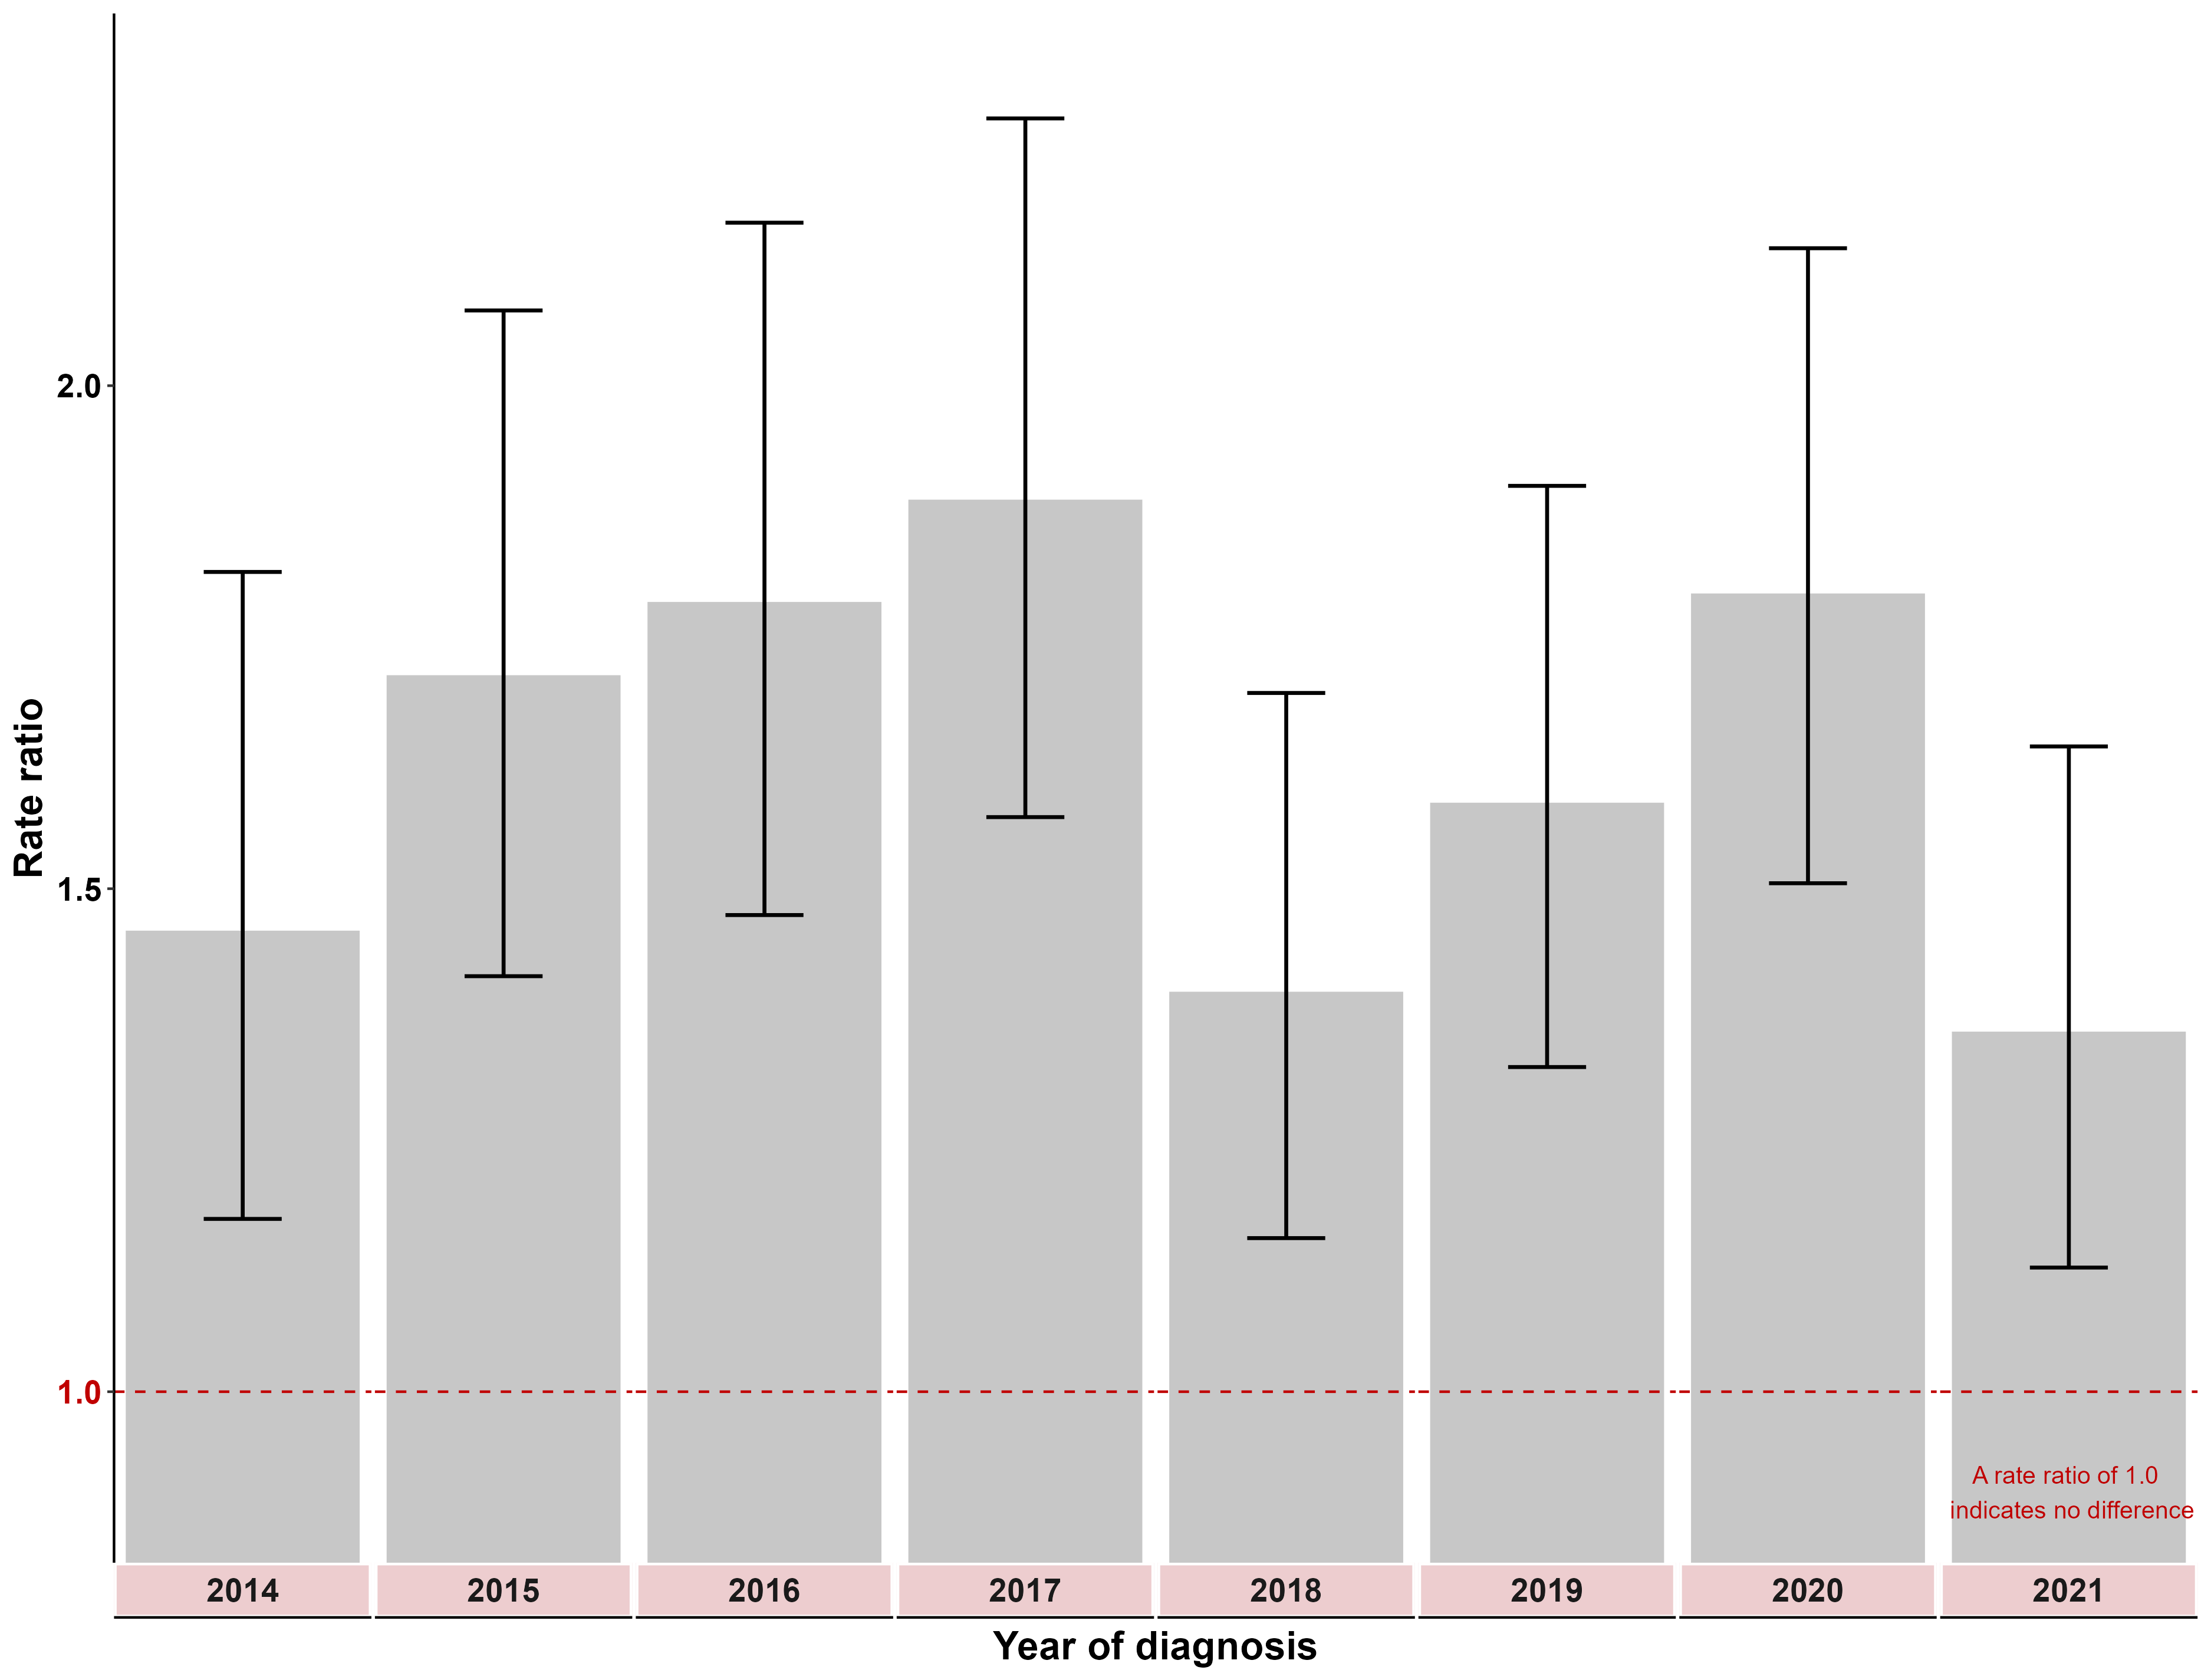 Rate ratio
2.0
1.5
1.0
A rate ratio of 1.0
indicates no difference
2014 2015 2016 2017 2018 2019 2020 2021
Year of diagnosis